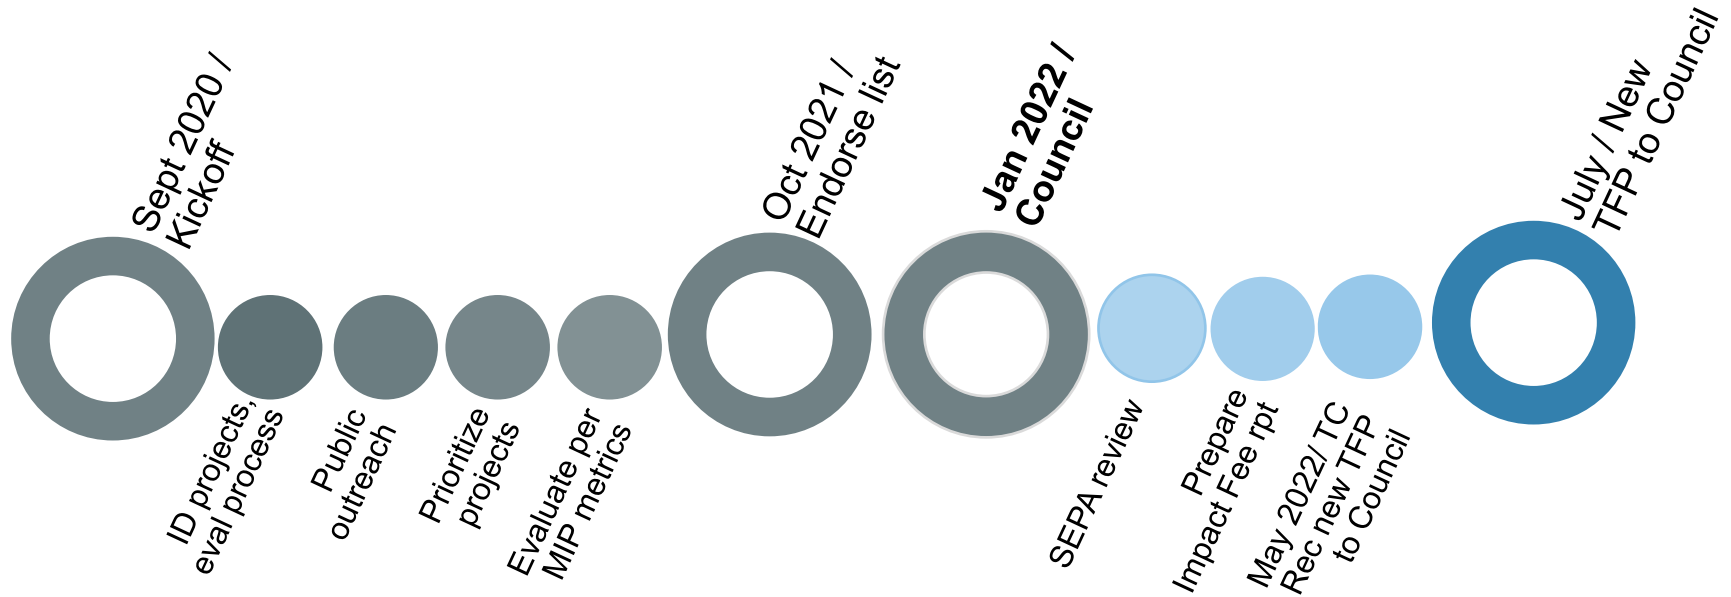 Sept 2020 /
Kickoff
ID projects,
eval process
Public
outreach
Prioritize
projects
Evaluate per
MIP metrics
Oct 2021 /
Endorse list
Jan 2022 /
Council
SEPA review
Prepare
Impact Fee rpt
May 2022/ TC
Rec new TFP
to Council
July / New
TFP to Council